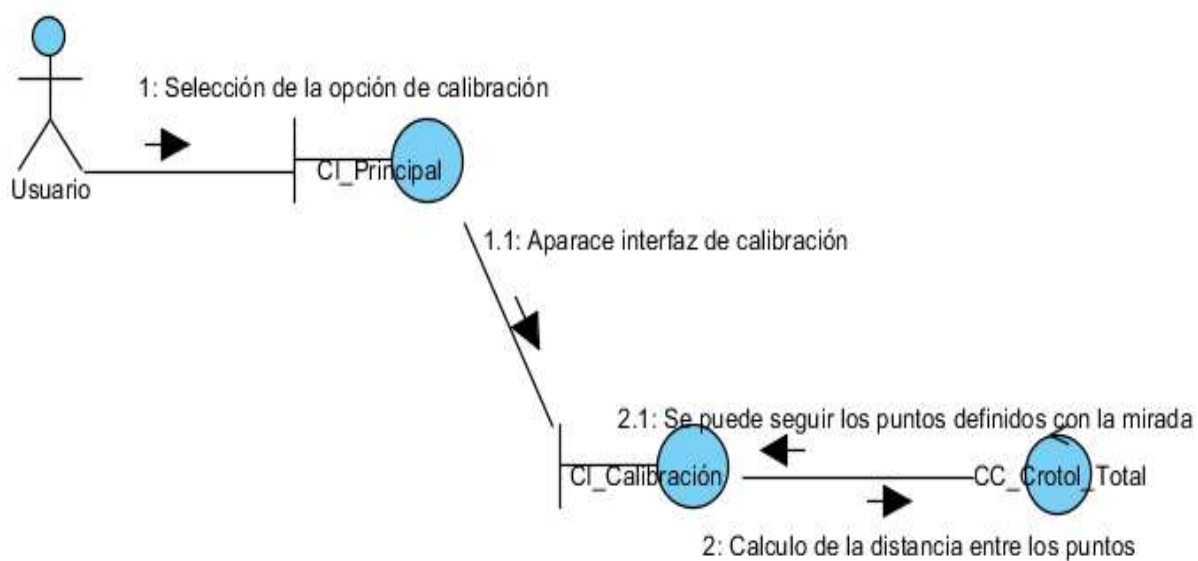 1: Selección de la opción de calibración
CI_Principal
Usuario
1.1: Aparace interfaz de calibración
2.1: Se puede seguir los puntos definidos con la mirada
CI_Calibración
CC_Crotol_Total
2: Calculo de la distancia entre los puntos